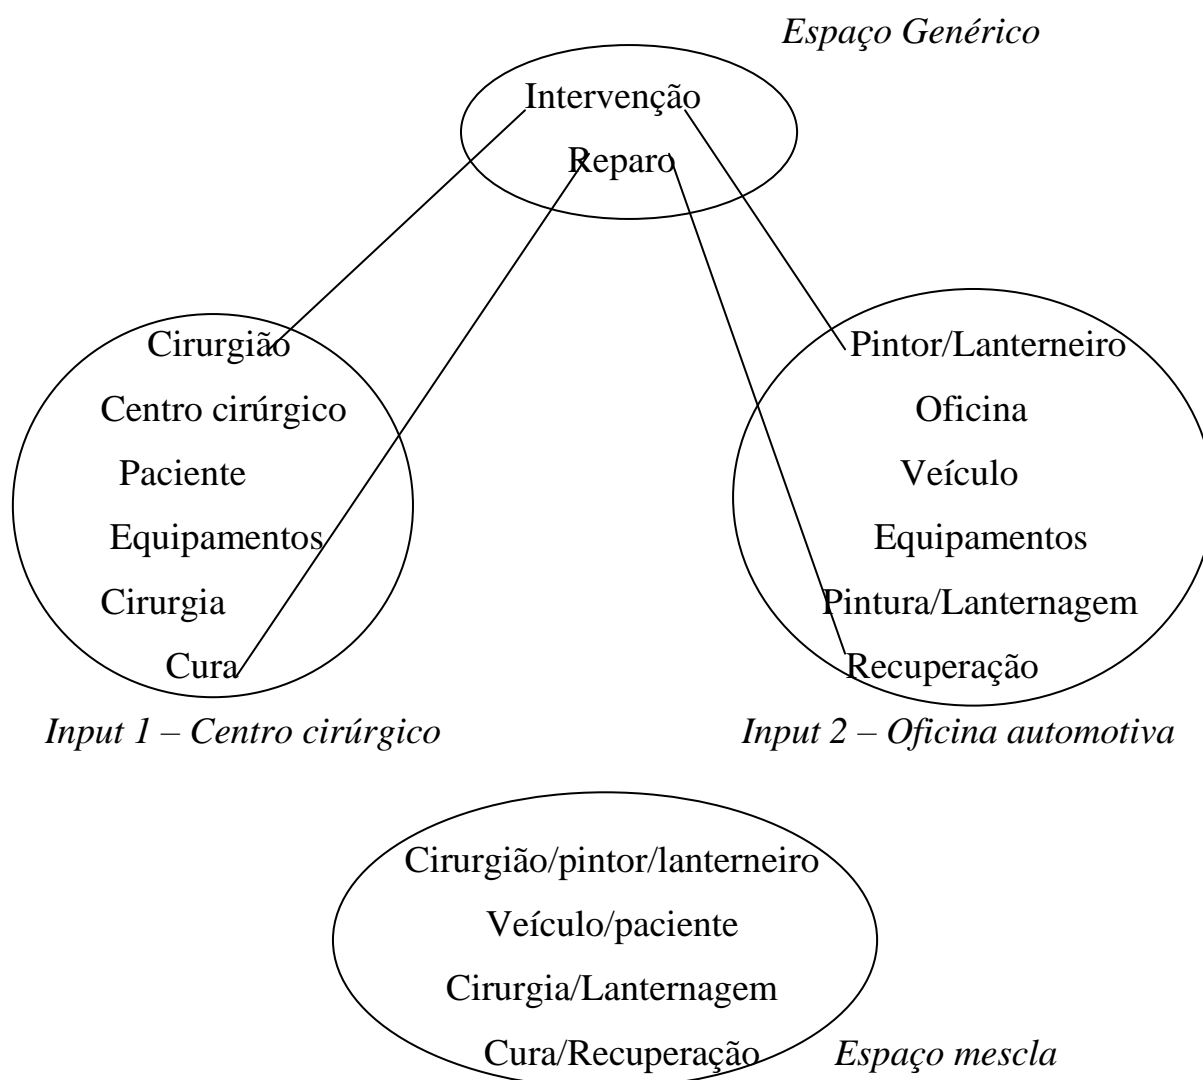 Espaço Genérico
Intervenção
Reparo
Cirurgião
Centro cirúrgico
Paciente
Equipamentos
Cirurgia
Cura
Input 1 – Centro cirúrgico
Pintor/Lanterneiro
Oficina
Veículo
Equipamentos
Pintura/Lanternagem
Recuperação
Input 2 – Oficina automotiva
Cirurgião/pintor/lanterneiro
Veículo/paciente
Cirurgia/Lanternagem
Cura/Recuperação
Espaço mescla